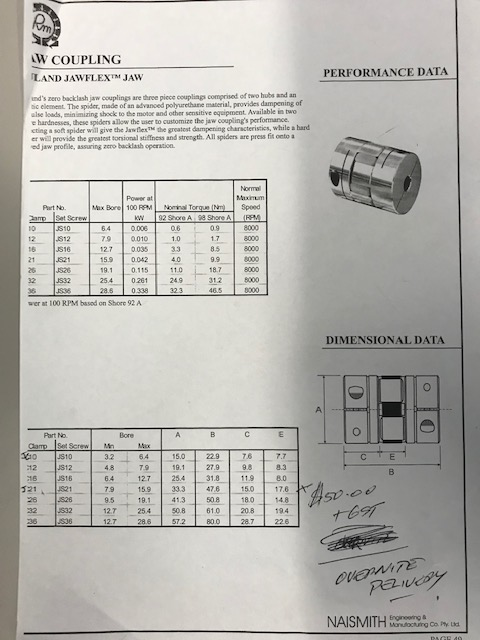 Rm
AW COUPLING
LAND JAWFLEX™ JAW
PERFORMANCE DATA
and's zero backlash jaw couplings are three piece couplings comprised of two hubs and an
tic element. The spider, made of an advanced polyurethane material, provides dampening of
ulse loads, minimizing shock to the motor and other sensitive equipment. Available in two
e hardnesses, these spiders allow the user to customize the jaw coupling's performance.
cting a soft spider will give the Jawflex™ the greatest dampening characteristics, while a hard
er will provide the greatest torsional stiffness and strength. All spiders are press fit onto a
ed jaw profile, assuring zero backlash operation.
Part No. Max Bore Power at 100 RPM kW Nominal Torque (Nm) Normal Maximum Speed (RPM)
Clamp Set Screw 92 Shore A 98 Shore A
10 JS10 6.4 0.006 0.6 0.9 8000
12 JS12 7.9 0.010 1.0 1.7 8000
16 JS16 12.7 0.035 3.3 8.5 8000
21 JS21 15.9 0.042 4.0 9.9 8000
26 JS26 19.1 0.115 11.0 18.7 8000
32 JS32 25.4 0.261 24.9 31.2 8000
36 JS36 28.6 0.338 32.3 46.5 8000
wer at 100 RPM based on Shore 92 A
DIMENSIONAL DATA
A
C E
B
Part No. Bore A B C E
Clamp Set Screw Min Max
10 JS10 3.2 6.4 15.0 22.9 7.6 7.7
12 JS12 4.8 7.9 19.1 27.9 9.8 8.3
16 JS16 6.4 12.7 25.4 31.8 11.9 8.0
J21 JS21 7.9 15.9 33.3 47.6 15.0 17.6
26 JS26 9.5 19.1 41.3 50.8 18.0 14.8
32 JS32 12.7 25.4 50.8 61.0 20.8 19.4
36 JS36 12.7 28.6 57.2 80.0 28.7 22.6
$50.00
+ GST
OVERNITE
DELIVERY
NAISMITH Engineering & Manufacturing Co. Pty. Ltd.
PAGE 49